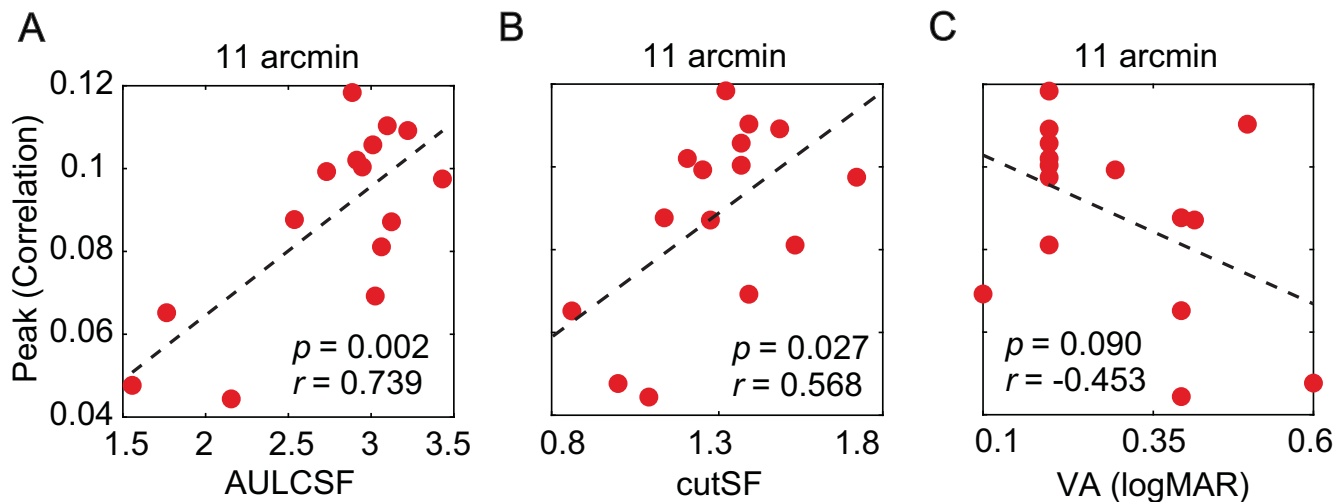 A
B
C
11 arcmin
11 arcmin
11 arcmin
Peak (Correlation)
0.12
0.1
0.08
0.06
0.04
p = 0.002
r = 0.739
p = 0.027
r = 0.568
p = 0.090
r = -0.453
1.5 2 2.5 3 3.5
0.8 1.3 1.8
0.1 0.35 0.6
AULCSF
cutSF
VA (logMAR)